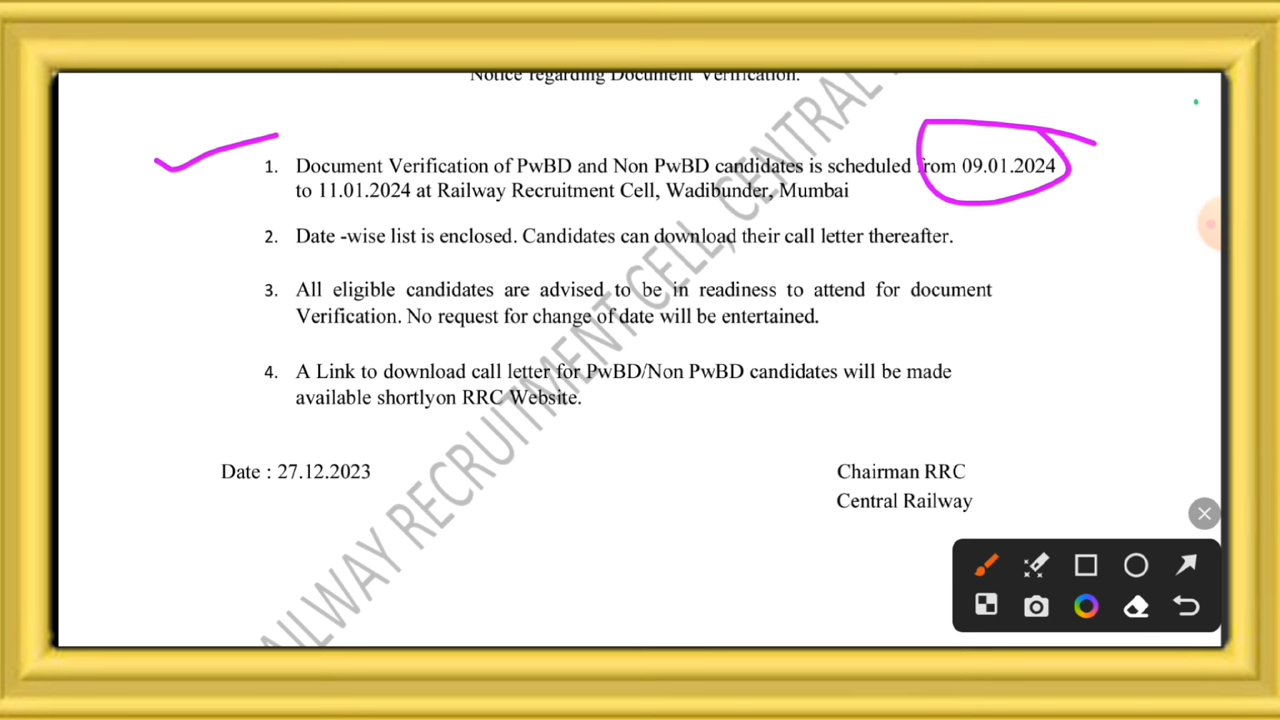 Notice regarding Document Verification.
1. Document Verification of PwBD and Non PwBD candidates is scheduled from 09.01.2024
to 11.01.2024 at Railway Recruitment Cell, Wadibunder, Mumbai
2. Date -wise list is enclosed. Candidates can download their call letter thereafter.
3. All eligible candidates are advised to be in readiness to attend for document
Verification. No request for change of date will be entertained.
4. A Link to download call letter for PwBD/Non PwBD candidates will be made
available shortlyon RRC Website.
Date : 27.12.2023
Chairman RRC
Central Railway
RAILWAY RECRUITMENT CELL, CENTRAL